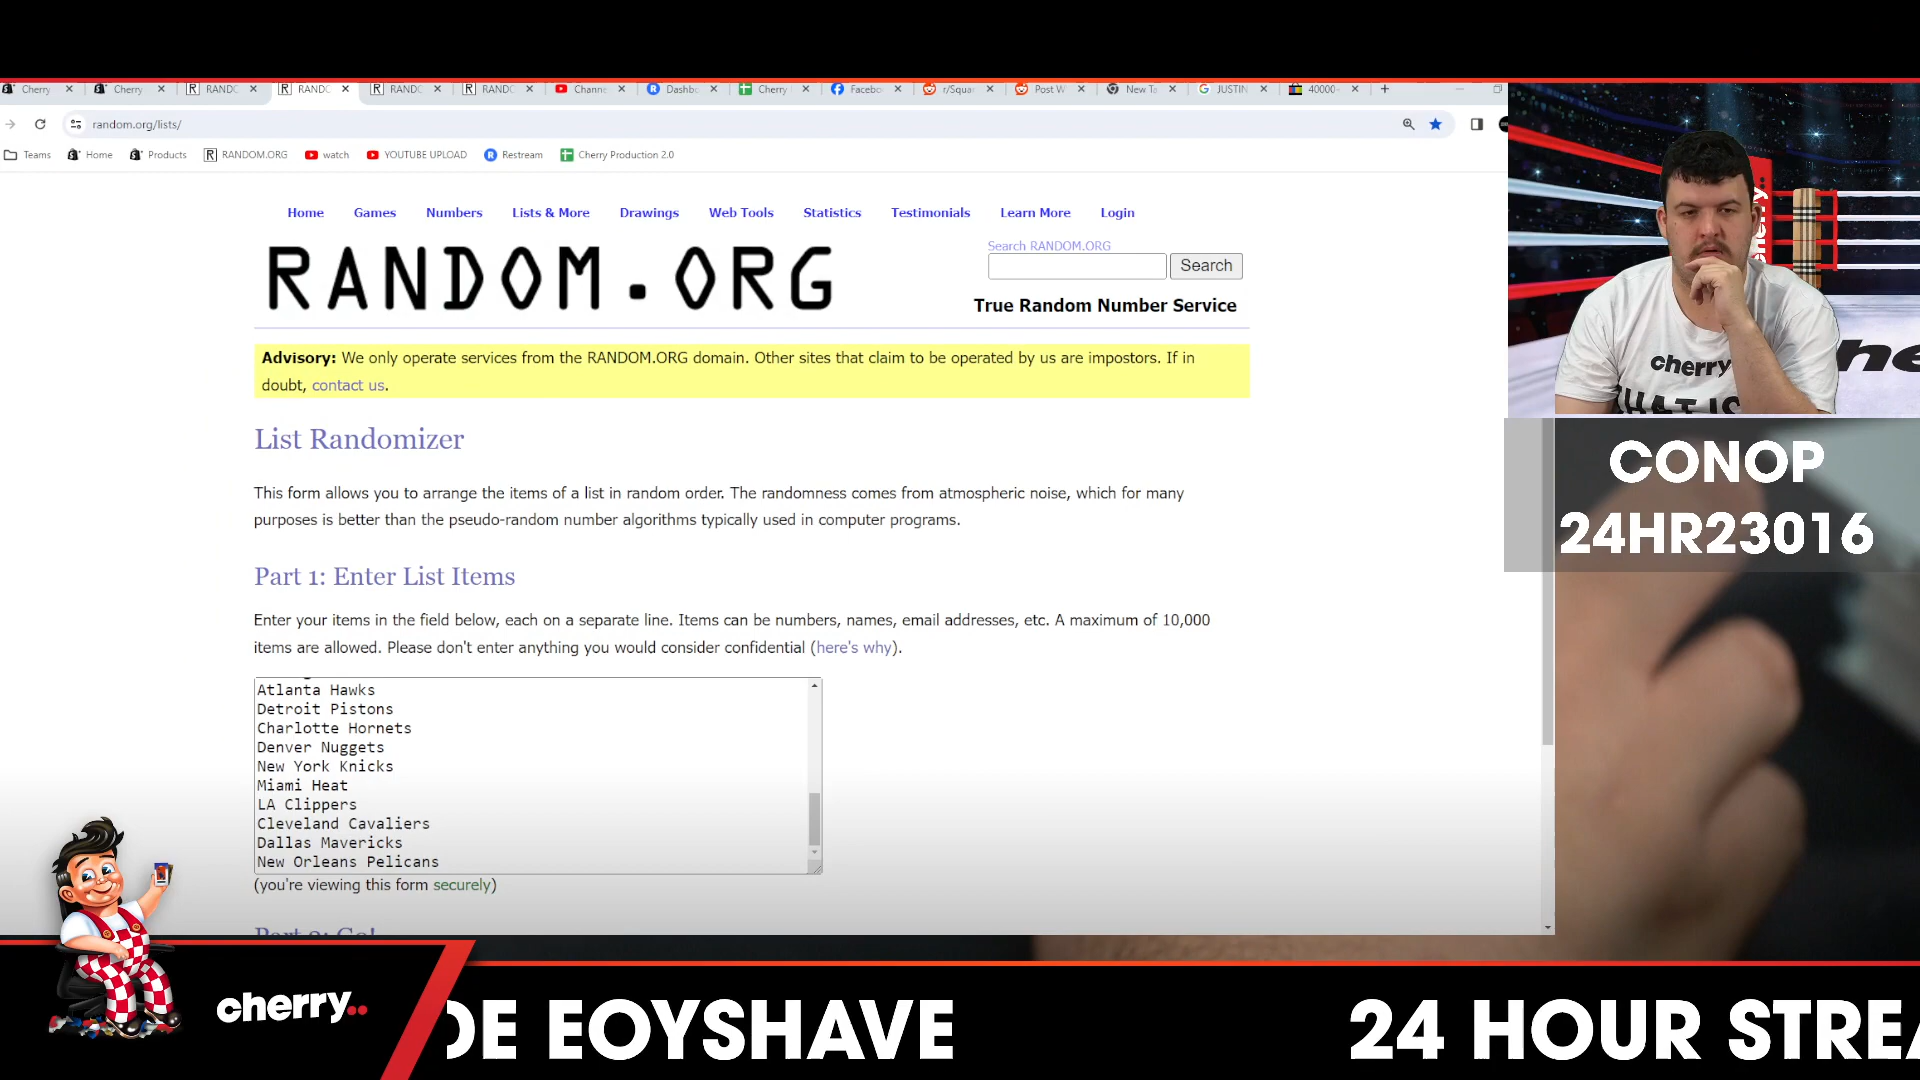 Cherry
Cherry
RANDO
RANDO
RANDO
RANDO
Channe
Dashbo
Cherry
Facebo
r/Squar
Post W
New Ta
JUSTIN
40000-
random.org/lists/
Teams
Home
Products
RANDOM.ORG
watch
YOUTUBE UPLOAD
Restream
Cherry Production 2.0
Home Games Numbers Lists & More Drawings Web Tools Statistics Testimonials Learn More Login
RANDOM.ORG
Search RANDOM.ORG
Search
True Random Number Service
Advisory: We only operate services from the RANDOM.ORG domain. Other sites that claim to be operated by us are impostors. If in
doubt, contact us.
List Randomizer
This form allows you to arrange the items of a list in random order. The randomness comes from atmospheric noise, which for many
purposes is better than the pseudo-random number algorithms typically used in computer programs.
Part 1: Enter List Items
Enter your items in the field below, each on a separate line. Items can be numbers, names, email addresses, etc. A maximum of 10,000
items are allowed. Please don't enter anything you would consider confidential (here's why).
Atlanta Hawks
Detroit Pistons
Charlotte Hornets
Denver Nuggets
New York Knicks
Miami Heat
LA Clippers
Cleveland Cavaliers
Dallas Mavericks
New Orleans Pelicans
(you're viewing this form securely)
Part 2: Go!
cherry
CONOP
24HR23016
cherry..
DE EOYSHAVE
24 HOUR STREA